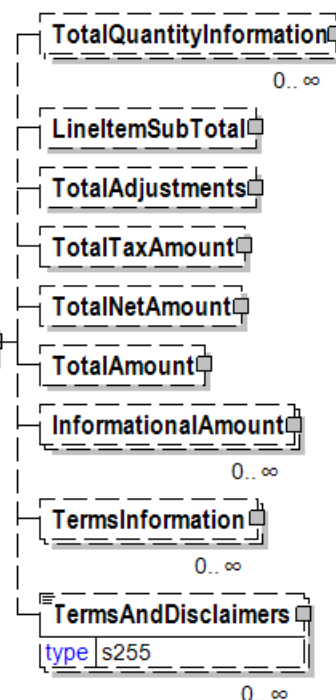 TotalQuantityInformation
0.. ∞
LineItemSubTotal
TotalAdjustments
TotalTaxAmount
TotalNetAmount
TotalAmount
InformationalAmount
0.. ∞
TermsInformation
0.. ∞
TermsAndDisclaimers
type s255
0.. ∞